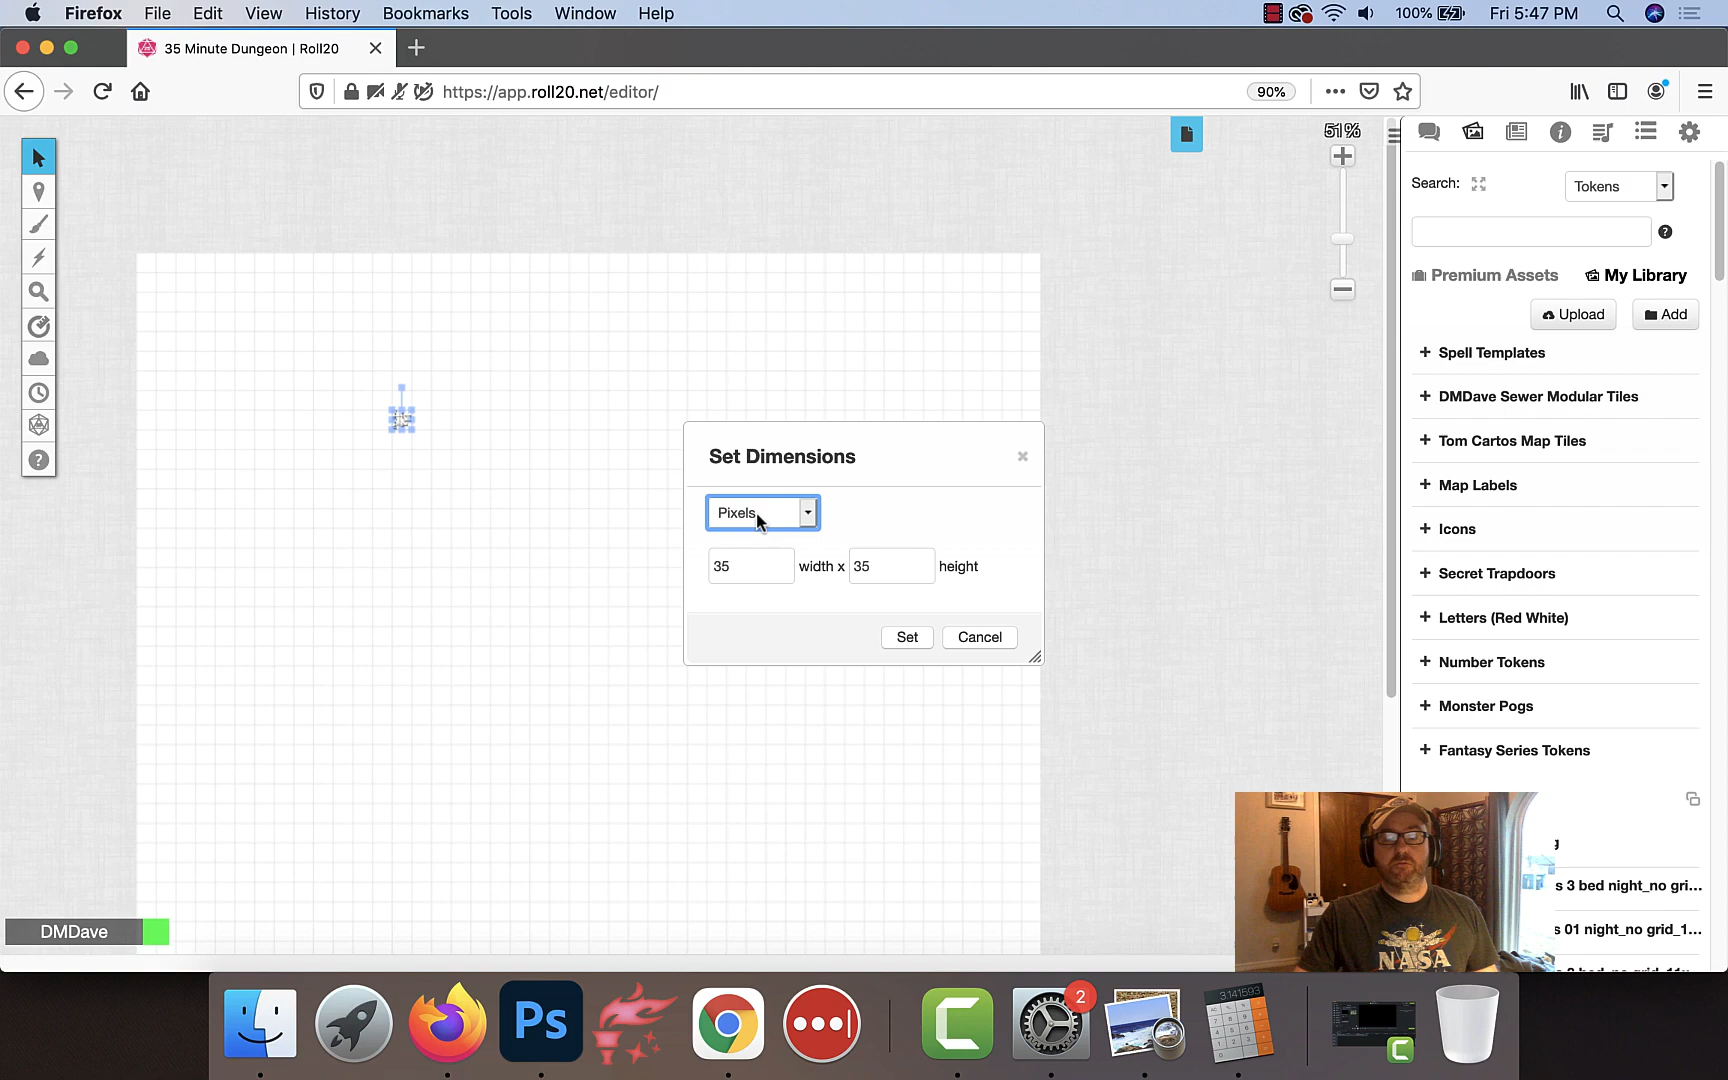 Firefox File Edit View History Bookmarks Tools Window Help 100% Fri 5:47 PM
35 Minute Dungeon | Roll20
https://app.roll20.net/editor/ 90%
51%
Search: Tokens
Premium Assets My Library
Upload Add
+ Spell Templates
+ DMDave Sewer Modular Tiles
+ Tom Cartos Map Tiles
+ Map Labels
+ Icons
+ Secret Trapdoors
+ Letters (Red White)
+ Number Tokens
+ Monster Pogs
+ Fantasy Series Tokens
s 3 bed night_no gri...
s 01 night_no grid_1...
Set Dimensions
Pixels
35 width x 35 height
Set Cancel
DMDave
NASA
Ps
2
3.141593